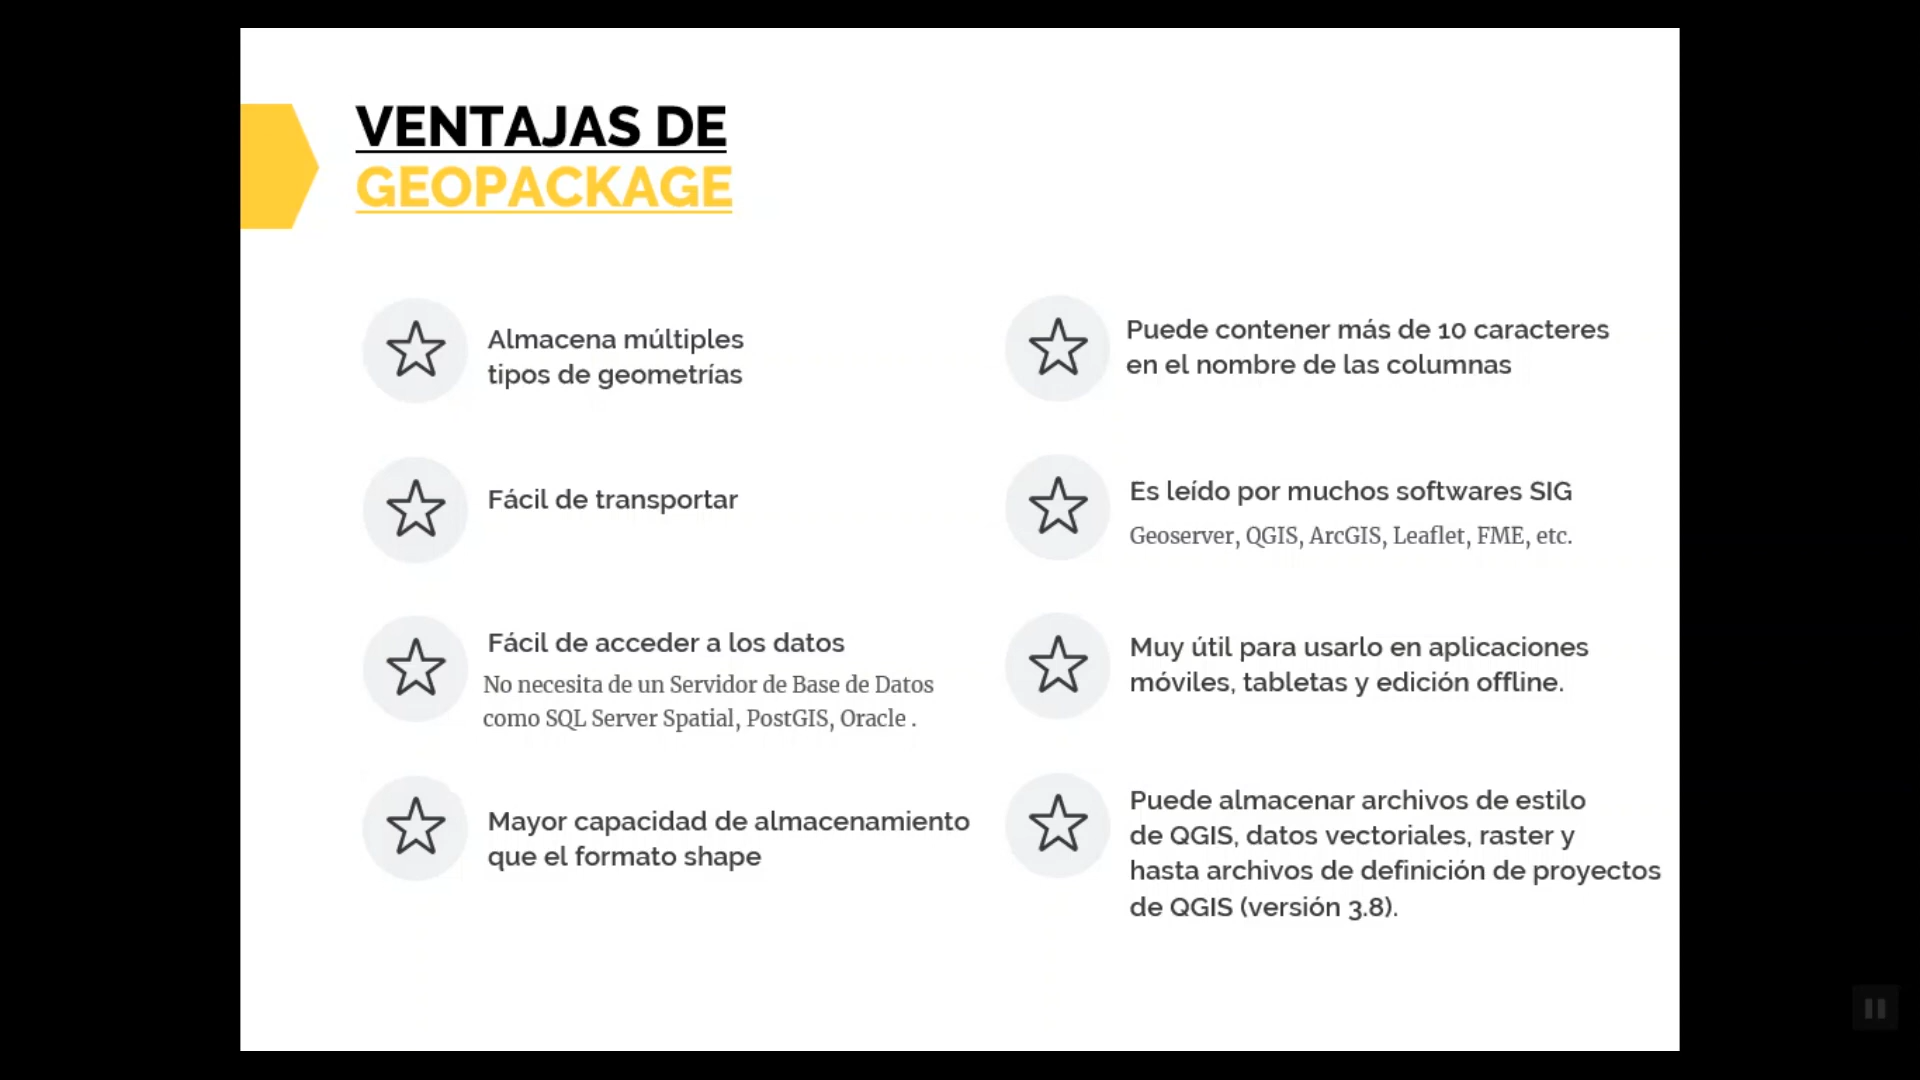 VENTAJAS DE
GEOPACKAGE
Almacena múltiples
tipos de geometrías
Fácil de transportar
Fácil de acceder a los datos
No necesita de un Servidor de Base de Datos
como SQL Server Spatial, PostGIS, Oracle .
Mayor capacidad de almacenamiento
que el formato shape
Puede contener más de 10 caracteres
en el nombre de las columnas
Es leído por muchos softwares SIG
Geoserver, QGIS, ArcGIS, Leaflet, FME, etc.
Muy útil para usarlo en aplicaciones
móviles, tabletas y edición offline.
Puede almacenar archivos de estilo
de QGIS, datos vectoriales, raster y
hasta archivos de definición de proyectos
de QGIS (versión 3.8).